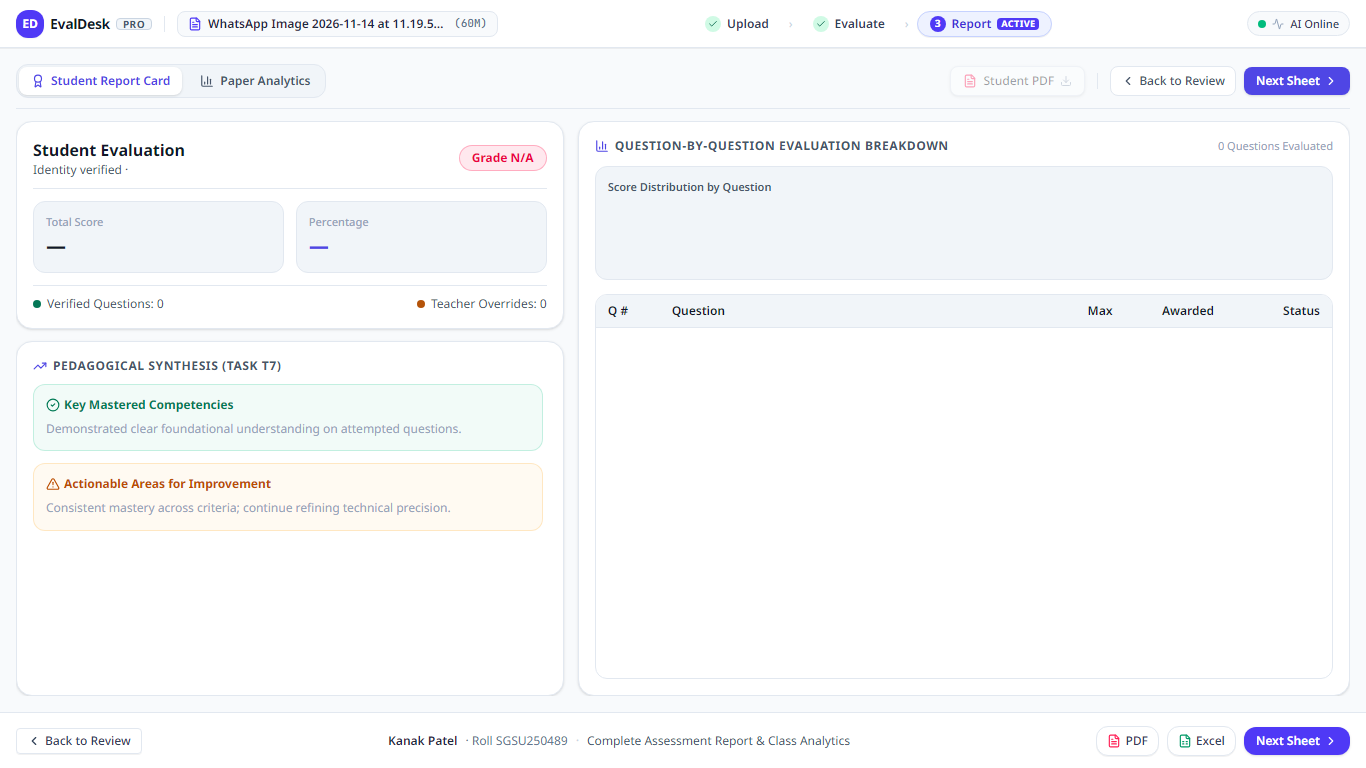 ED EvalDesk PRO WhatsApp Image 2026-11-14 at 11.19.5... (60M) Upload Evaluate 3 Report ACTIVE AI Online
Student Report Card Paper Analytics Student PDF Back to Review Next Sheet
Student Evaluation
Identity verified ·
Grade N/A
Total Score
—
Percentage
—
Verified Questions: 0 Teacher Overrides: 0
PEDAGOGICAL SYNTHESIS (TASK T7)
Key Mastered Competencies
Demonstrated clear foundational understanding on attempted questions.
Actionable Areas for Improvement
Consistent mastery across criteria; continue refining technical precision.
QUESTION-BY-QUESTION EVALUATION BREAKDOWN 0 Questions Evaluated
Score Distribution by Question
Q # Question Max Awarded Status
Back to Review Kanak Patel · Roll SGSU250489 · Complete Assessment Report & Class Analytics PDF Excel Next Sheet